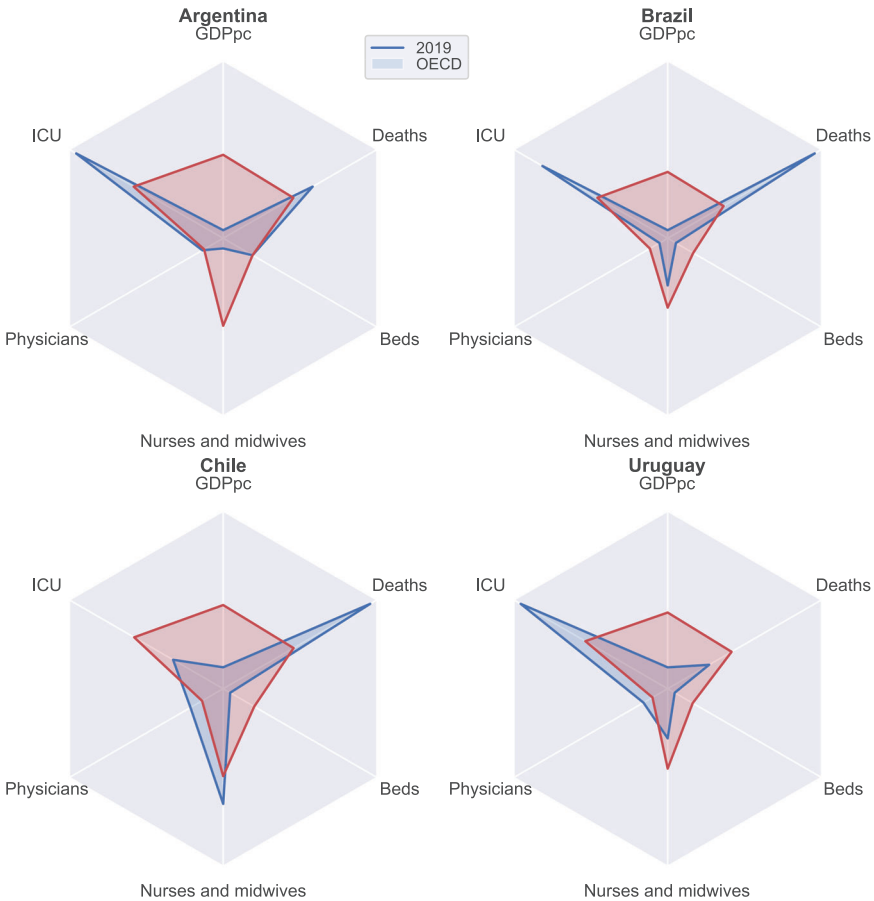 Argentina
GDPpc
2019
OECD
ICU
Deaths
Physicians
Beds
Nurses and midwives
Brazil
GDPpc
ICU
Deaths
Physicians
Beds
Nurses and midwives
Chile
GDPpc
ICU
Deaths
Physicians
Beds
Nurses and midwives
Uruguay
GDPpc
ICU
Deaths
Physicians
Beds
Nurses and midwives